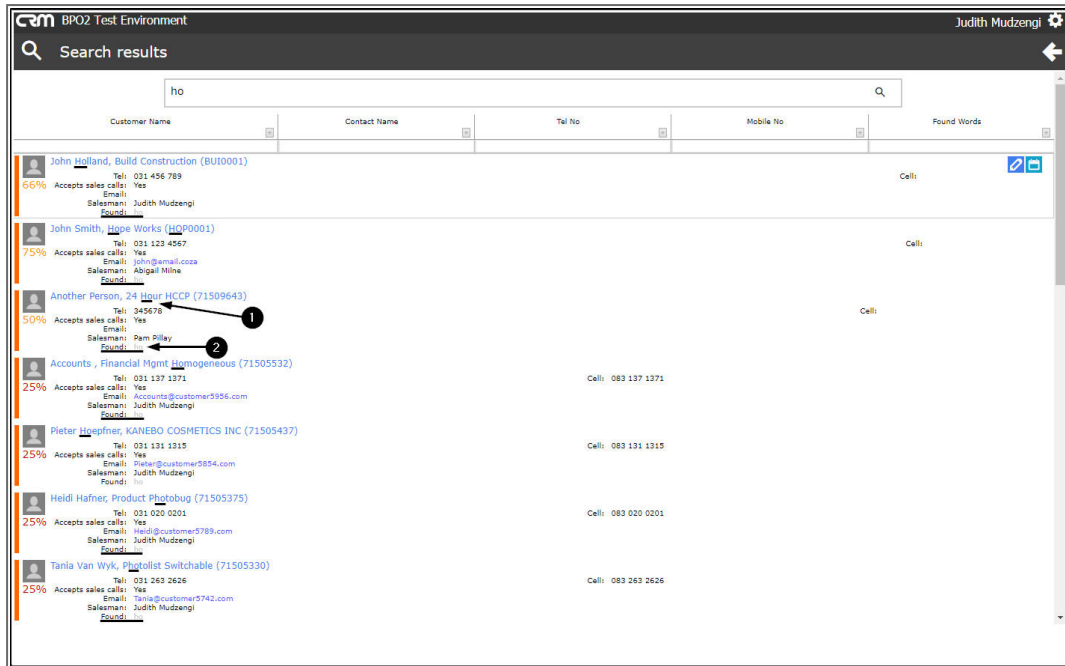 CRM BPO2 Test Environment Judith Mudzengi
Search results
ho
Customer Name Contact Name Tel No Mobile No Found Words
John Holland, Build Construction (BUI0001)
Tel: 031 456 789 Cell:
66% Accepts sales calls: Yes
Email:
Salesman: Judith Mudzengi
Found: ho
John Smith, Hope Works (HOP0001)
Tel: 031 123 4567 Cell:
75% Accepts sales calls: Yes
Email: john@email.coza
Salesman: Abigail Milne
Found: ho
Another Person, 24 Hour HCCP (71509643)
1
Tel: 345678 Cell:
50% Accepts sales calls: Yes
Email:
Salesman: Pam Pillay
Found: ho 2
Accounts , Financial Mgmt Homogeneous (71505532)
Tel: 031 137 1371 Cell: 083 137 1371
25% Accepts sales calls: Yes
Email: Accounts@customer5956.com
Salesman: Judith Mudzengi
Found: ho
Pieter Hoepfner, KANEBO COSMETICS INC (71505437)
Tel: 031 131 1315 Cell: 083 131 1315
25% Accepts sales calls: Yes
Email: Pieter@customer5854.com
Salesman: Judith Mudzengi
Found: ho
Heidi Hafner, Product Photobug (71505375)
Tel: 031 020 0201 Cell: 083 020 0201
25% Accepts sales calls: Yes
Email: Heidi@customer5789.com
Salesman: Judith Mudzengi
Found: ho
Tania Van Wyk, Photolist Switchable (71505330)
Tel: 031 263 2626 Cell: 083 263 2626
25% Accepts sales calls: Yes
Email: Tania@customer5742.com
Salesman: Judith Mudzengi
Found: ho